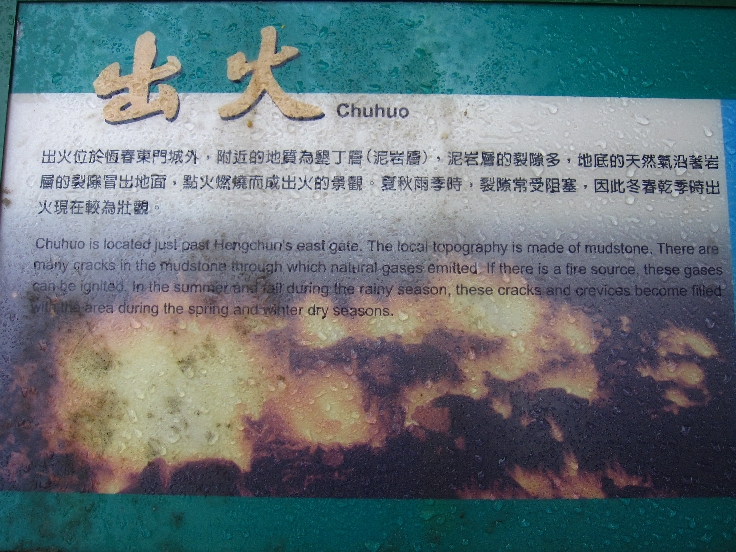 出火
Chuhuo
出火位於恆春東門城外，附近的地質為墾丁層(泥岩層)，泥岩層的裂隙多，地底的天然氣沿著岩
層的裂隙冒出地面，點火燃燒而成出火的景觀。夏秋雨季時，裂隙常受阻塞，因此冬春乾季時出
火現在較為壯觀。
Chuhuo is located just past Hengchun's east gate. The local topography is made of mudstone. There are
many cracks in the mudstone through which natural gases emitted. If there is a fire source, these gases
can be ignited. In the summer and fall during the rainy season, these cracks and crevices become filled
with the area during the spring and winter dry seasons.